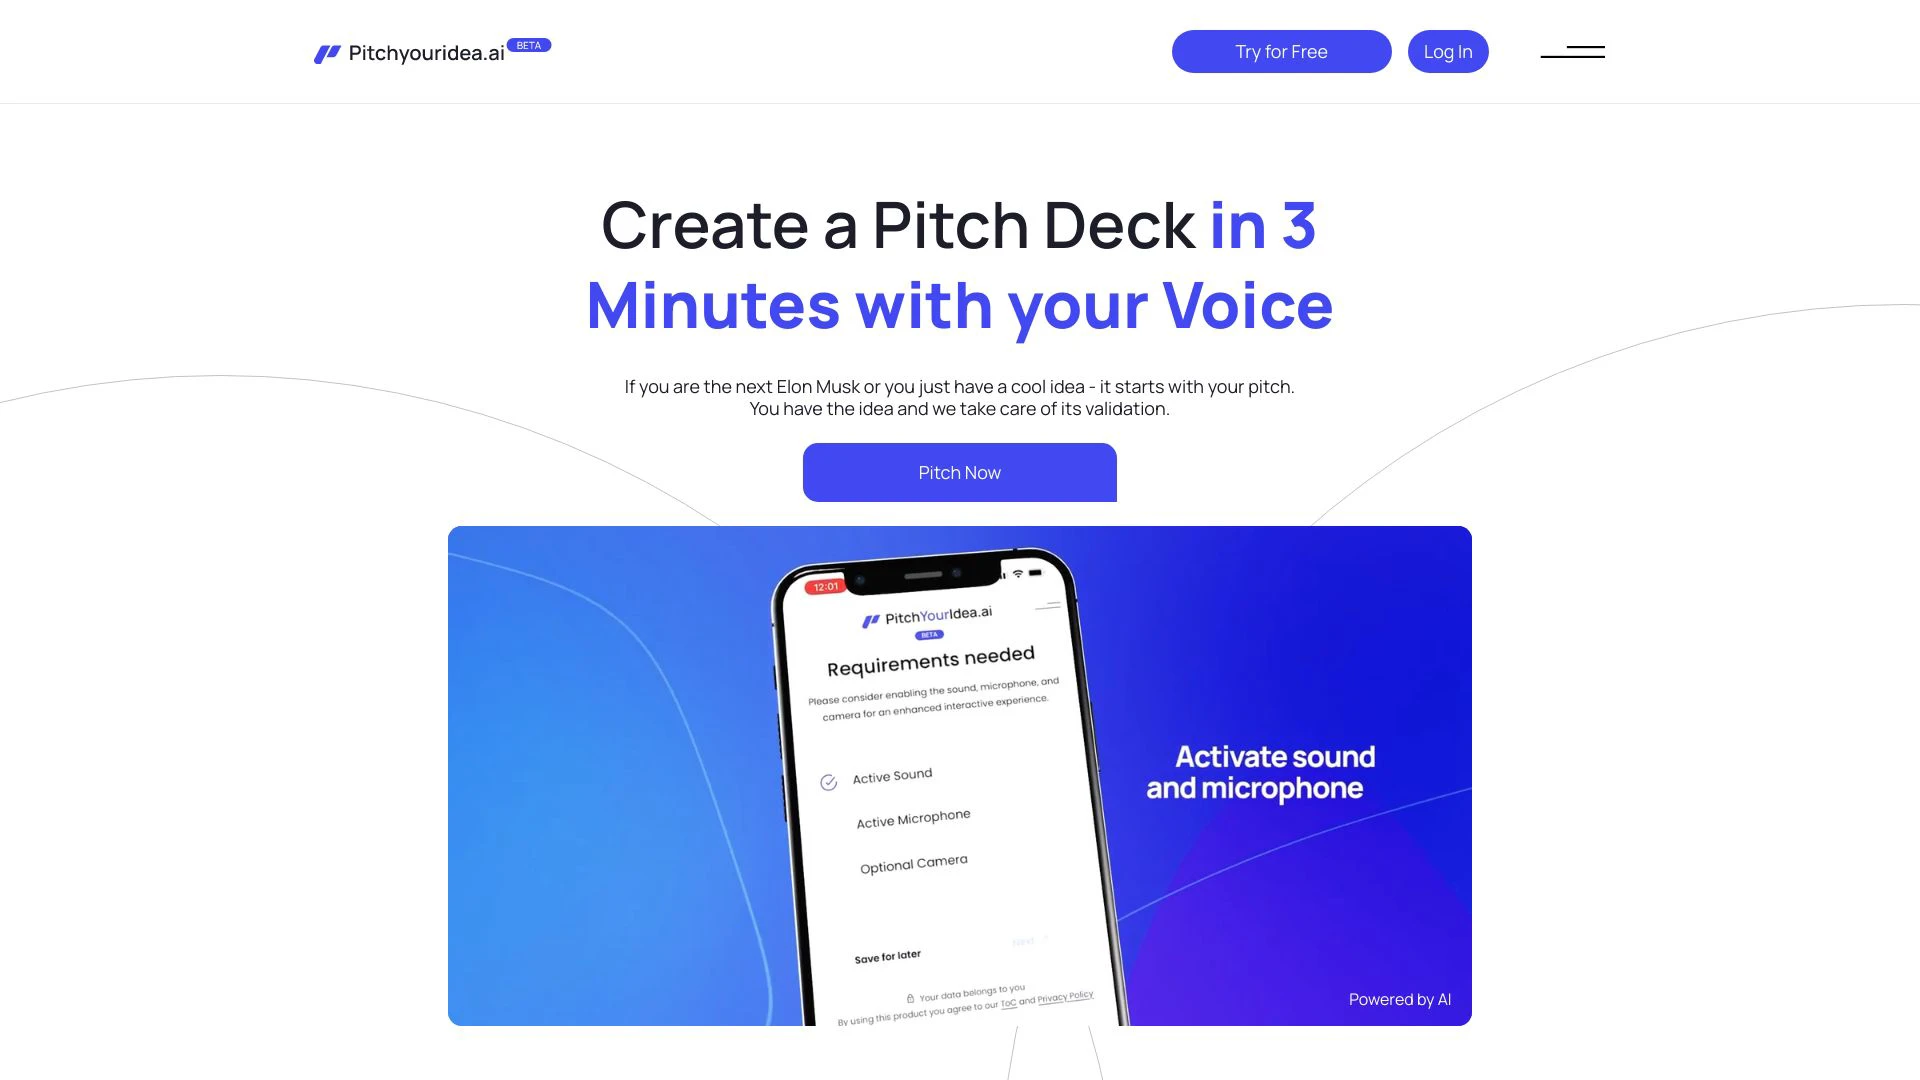 Pitchyouridea.ai BETA
Try for Free
Log In
Create a Pitch Deck in 3
Minutes with your Voice
If you are the next Elon Musk or you just have a cool idea - it starts with your pitch.
You have the idea and we take care of its validation.
Pitch Now
12:01
PitchYourIdea.ai
BETA
Requirements needed
Please consider enabling the sound, microphone, and
camera for an enhanced interactive experience.
Active Sound
Active Microphone
Optional Camera
Save for later
Next
Your data belongs to you
By using this product you agree to our ToC and Privacy Policy
Activate sound
and microphone
Powered by AI